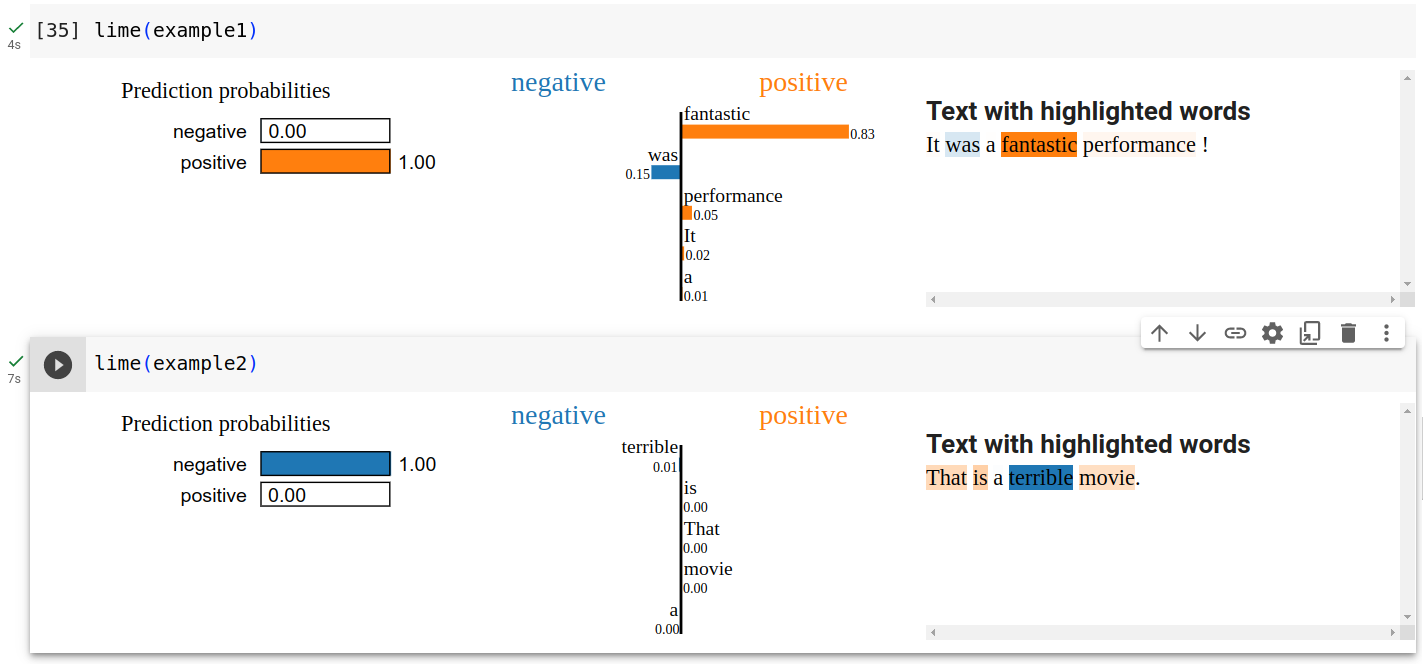 [35] lime(example1)
4s
Prediction probabilities
negative 0.00
positive 1.00
negative positive
fantastic
0.83
was
0.15
performance
0.05
It
0.02
a
0.01
Text with highlighted words
It was a fantastic performance !
lime(example2)
7s
Prediction probabilities
negative 1.00
positive 0.00
negative positive
terrible
0.01
is
0.00
That
0.00
movie
0.00
a
0.00
Text with highlighted words
That is a terrible movie.